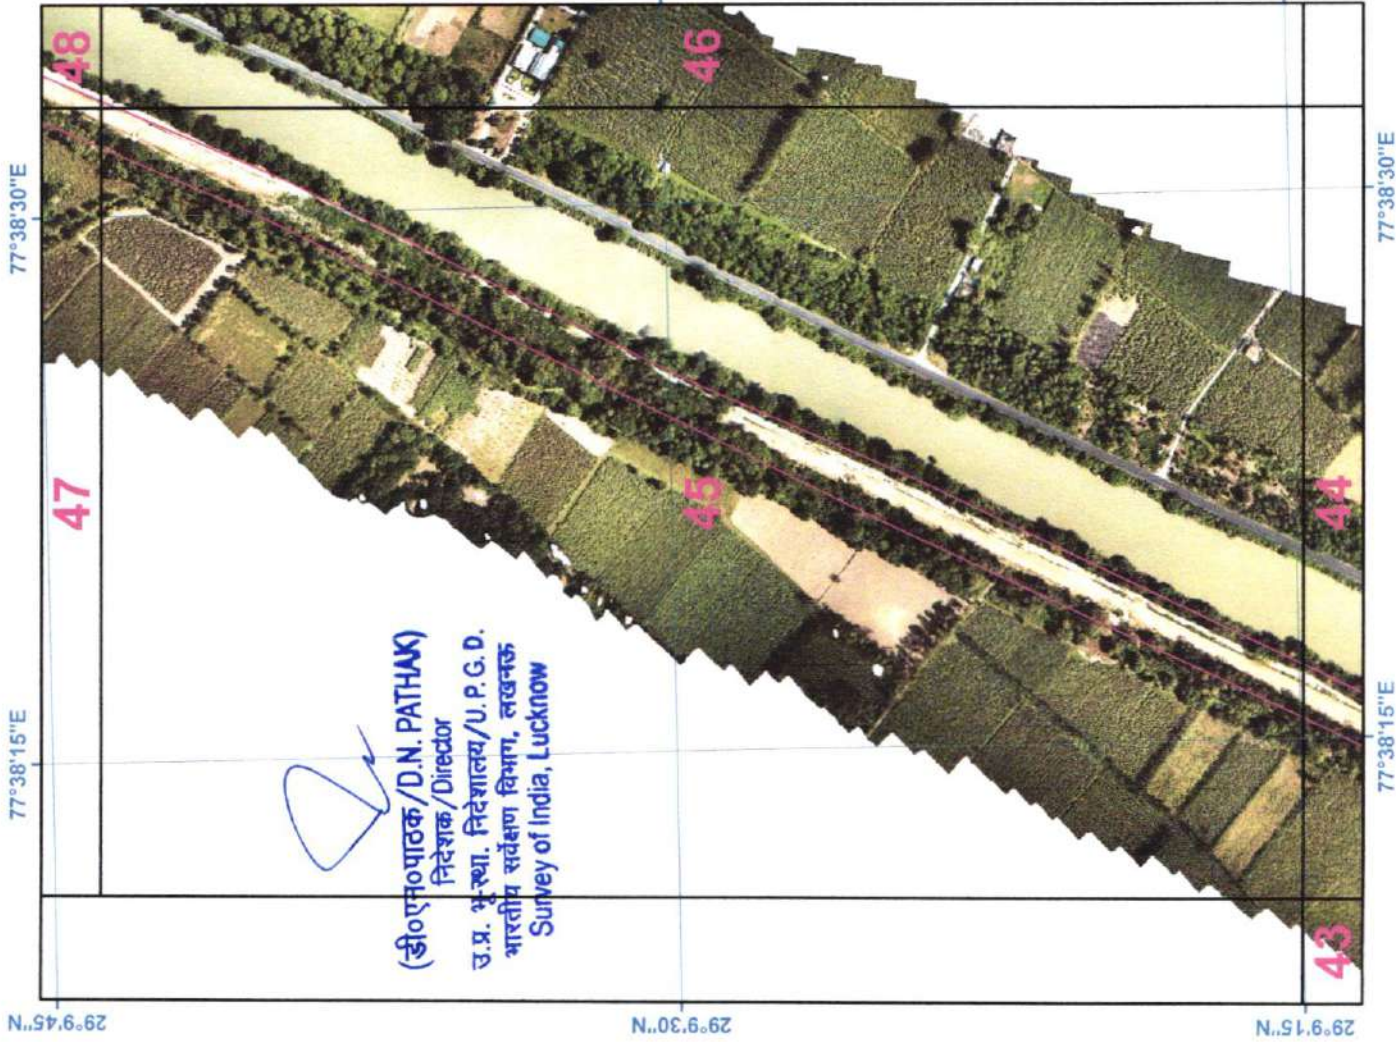 77°38'15"E
77°38'30"E
47
48
29°9'45"N
(डी०एन०पाठक/D.N. PATHAK)
निदेशक/Director
उ.प्र. भू-स्था. निदेशालय/U.P.G.D.
भारतीय सर्वेक्षण विभाग, लखनऊ
Survey of India, Lucknow
45
46
29°9'30"N
43
44
29°9'15"N
77°38'15"E
77°38'30"E